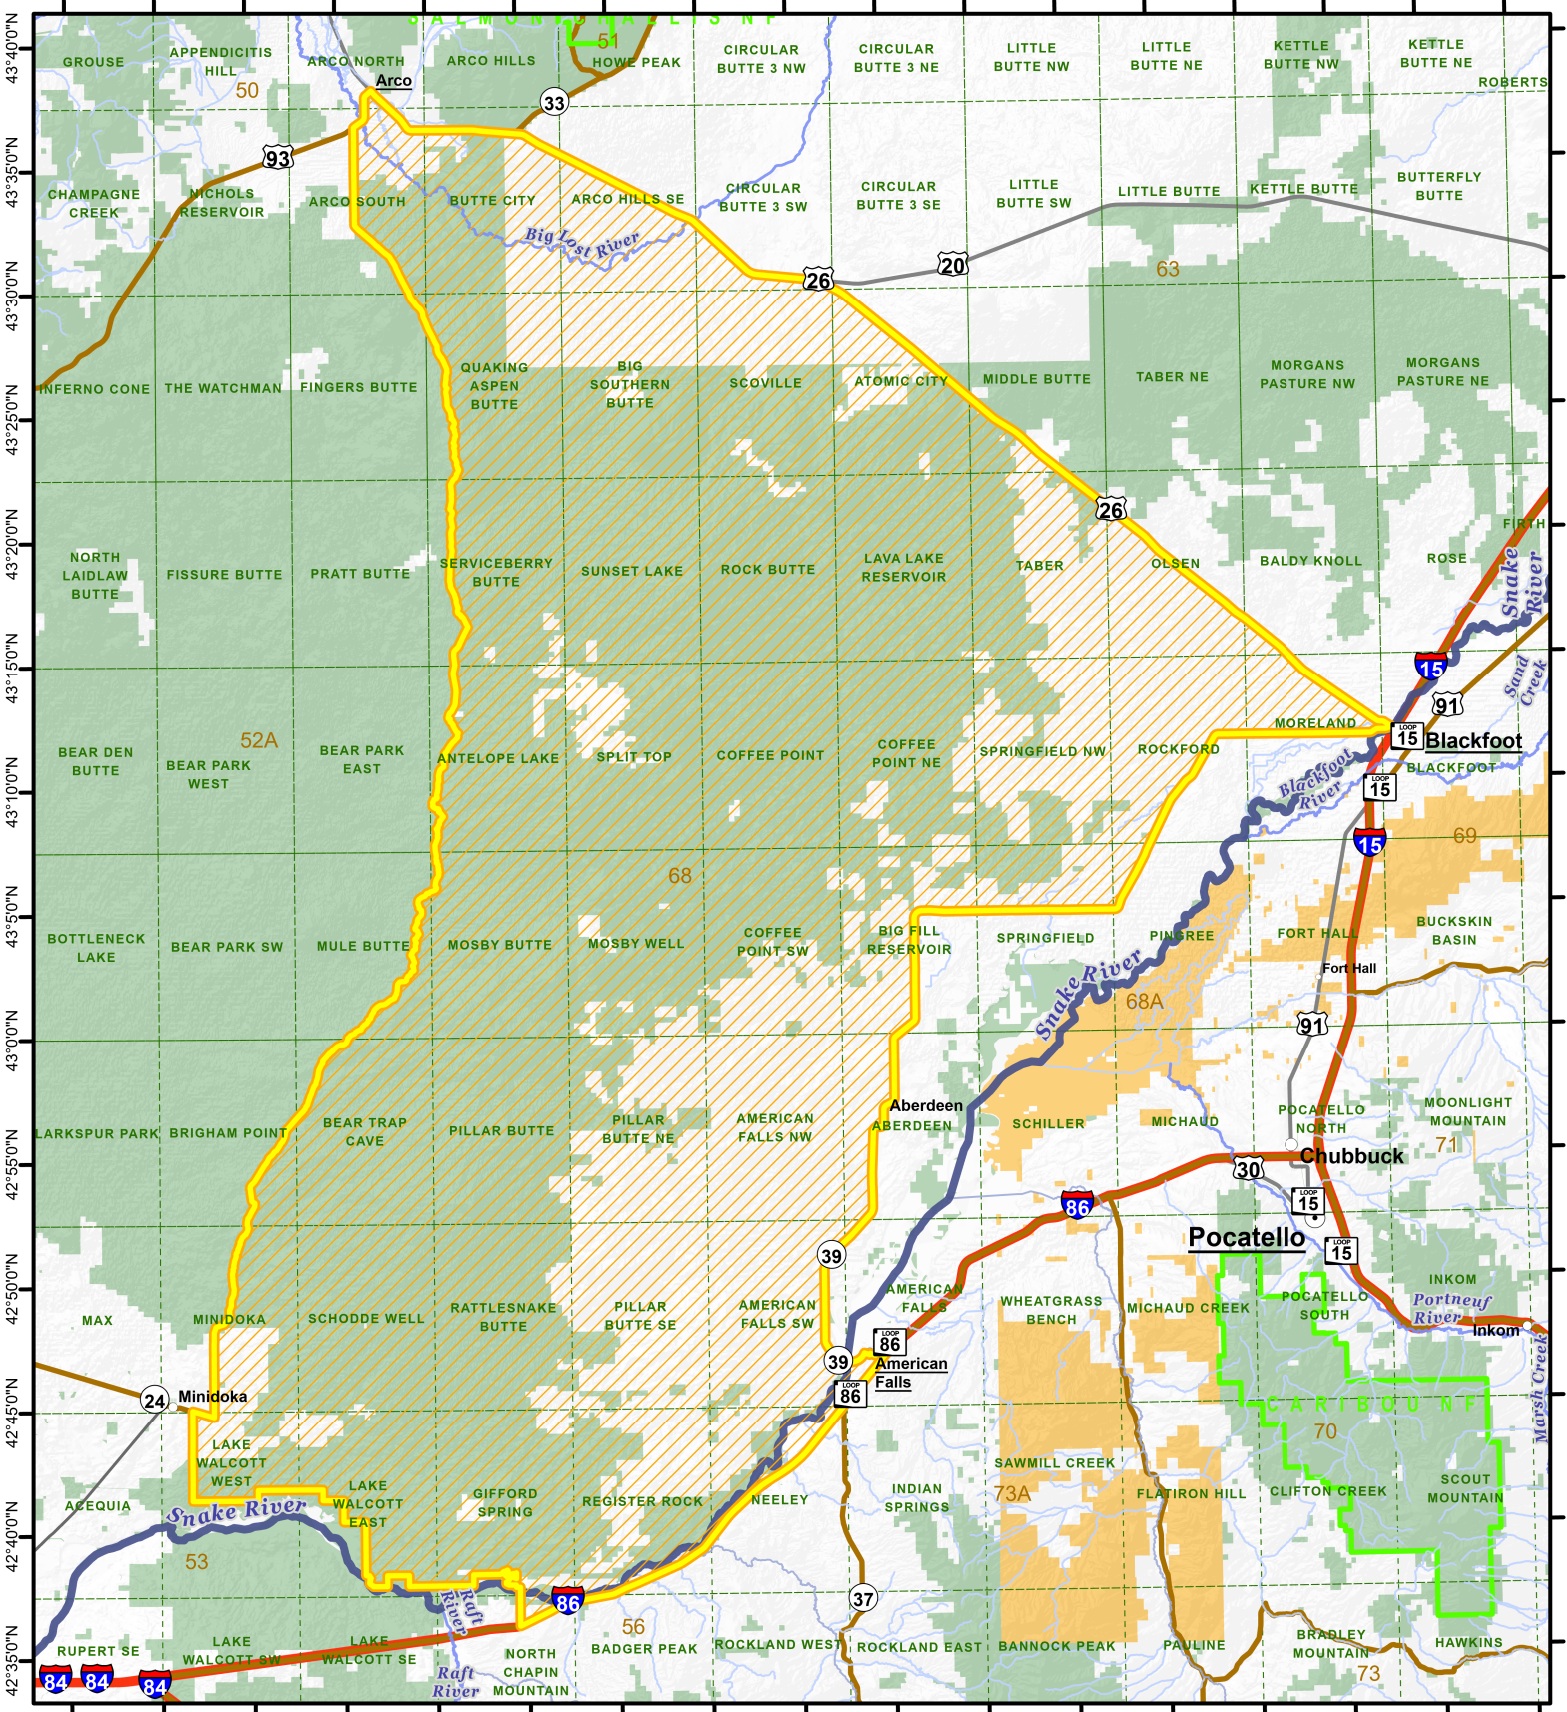 SALMON CHALLIS NF
51
43°40'0"N
GROUSE
APPENDICITIS
HILL
ARCO NORTH
ARCO HILLS
HOWE PEAK
CIRCULAR
BUTTE 3 NW
CIRCULAR
BUTTE 3 NE
LITTLE
BUTTE NW
LITTLE
BUTTE NE
KETTLE
BUTTE NW
KETTLE
BUTTE NE
ROBERTS
50
Arco
33
93
43°35'0"N
CHAMPAGNE
CREEK
NICHOLS
RESERVOIR
ARCO SOUTH
BUTTE CITY
ARCO HILLS SE
CIRCULAR
BUTTE 3 SW
CIRCULAR
BUTTE 3 SE
LITTLE
BUTTE SW
LITTLE BUTTE
KETTLE BUTTE
BUTTERFLY
BUTTE
Big Lost River
26
20
63
43°30'0"N
INFERNO CONE
THE WATCHMAN
FINGERS BUTTE
QUAKING
ASPEN
BUTTE
BIG
SOUTHERN
BUTTE
SCOVILLE
ATOMIC CITY
MIDDLE BUTTE
TABER NE
MORGANS
PASTURE NW
MORGANS
PASTURE NE
43°25'0"N
26
FIRTH
43°20'0"N
NORTH
LAIDLAW
BUTTE
FISSURE BUTTE
PRATT BUTTE
SERVICEBERRY
BUTTE
SUNSET LAKE
ROCK BUTTE
LAVA LAKE
RESERVOIR
TABER
OLSEN
BALDY KNOLL
ROSE
Snake
River
43°15'0"N
15
Sand
Creek
91
52A
BEAR DEN
BUTTE
BEAR PARK
WEST
BEAR PARK
EAST
ANTELOPE LAKE
SPLIT TOP
COFFEE POINT
COFFEE
POINT NE
SPRINGFIELD NW
ROCKFORD
MORELAND
LOOP
15
Blackfoot
BLACKFOOT
Blackfoot
River
LOOP
15
43°10'0"N
15
69
68
43°5'0"N
BOTTLENECK
LAKE
BEAR PARK SW
MULE BUTTE
MOSBY BUTTE
MOSBY WELL
COFFEE
POINT SW
BIG FILL
RESERVOIR
SPRINGFIELD
PINGREE
FORT HALL
BUCKSKIN
BASIN
Fort Hall
Snake River
68A
91
43°0'0"N
LARKSPUR PARK
BRIGHAM POINT
BEAR TRAP
CAVE
PILLAR BUTTE
PILLAR
BUTTE NE
AMERICAN
FALLS NW
Aberdeen
ABERDEEN
SCHILLER
MICHAUD
POCATELLO
NORTH
MOONLIGHT
MOUNTAIN
71
42°55'0"N
Chubbuck
30
86
LOOP
15
Pocatello
LOOP
15
39
42°50'0"N
MAX
MINIDOKA
SCHODDE WELL
RATTLESNAKE
BUTTE
PILLAR
BUTTE SE
AMERICAN
FALLS SW
AMERICAN
FALLS
WHEATGRASS
BENCH
MICHAUD CREEK
POCATELLO
SOUTH
INKOM
Portneuf
River
Inkom
LOOP
86
39
American
Falls
LOOP
86
24
Minidoka
42°45'0"N
CARIBOU NF
70
Marsh Creek
LAKE
WALCOTT
WEST
LAKE
WALCOTT
EAST
ACEQUIA
Snake River
GIFFORD
SPRING
REGISTER ROCK
NEELEY
INDIAN
SPRINGS
SAWMILL CREEK
73A
FLATIRON HILL
CLIFTON CREEK
SCOUT
MOUNTAIN
42°40'0"N
53
Raft
River
86
37
56
42°35'0"N
RUPERT SE
LAKE
WALCOTT SW
LAKE
WALCOTT SE
NORTH
CHAPIN
MOUNTAIN
BADGER PEAK
ROCKLAND WEST
ROCKLAND EAST
BANNOCK PEAK
PAULINE
BRADLEY
MOUNTAIN
HAWKINS
73
84
84
84
Raft
River